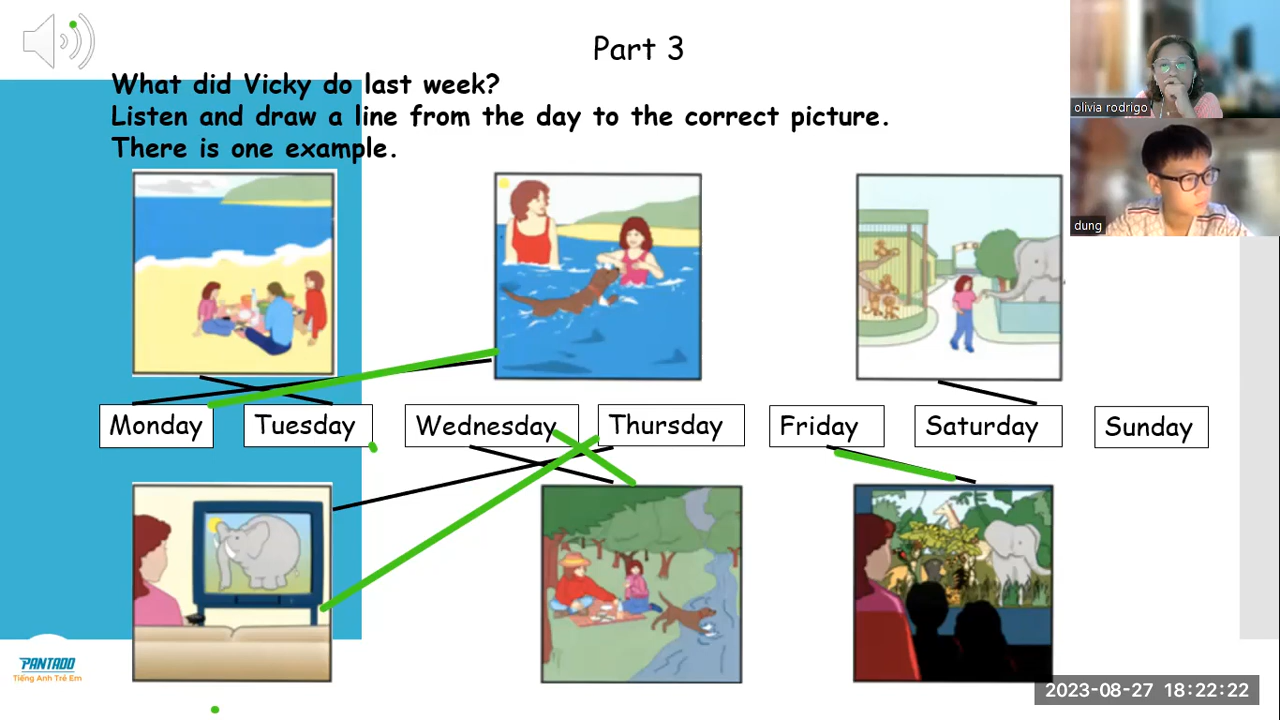 Part 3
What did Vicky do last week?
Listen and draw a line from the day to the correct picture.
There is one example.
olivia rodrigo
dung
Monday
Tuesday
Wednesday
Thursday
Friday
Saturday
Sunday
PANTADO
Tiếng Anh Trẻ Em
2023-08-27 18:22:22